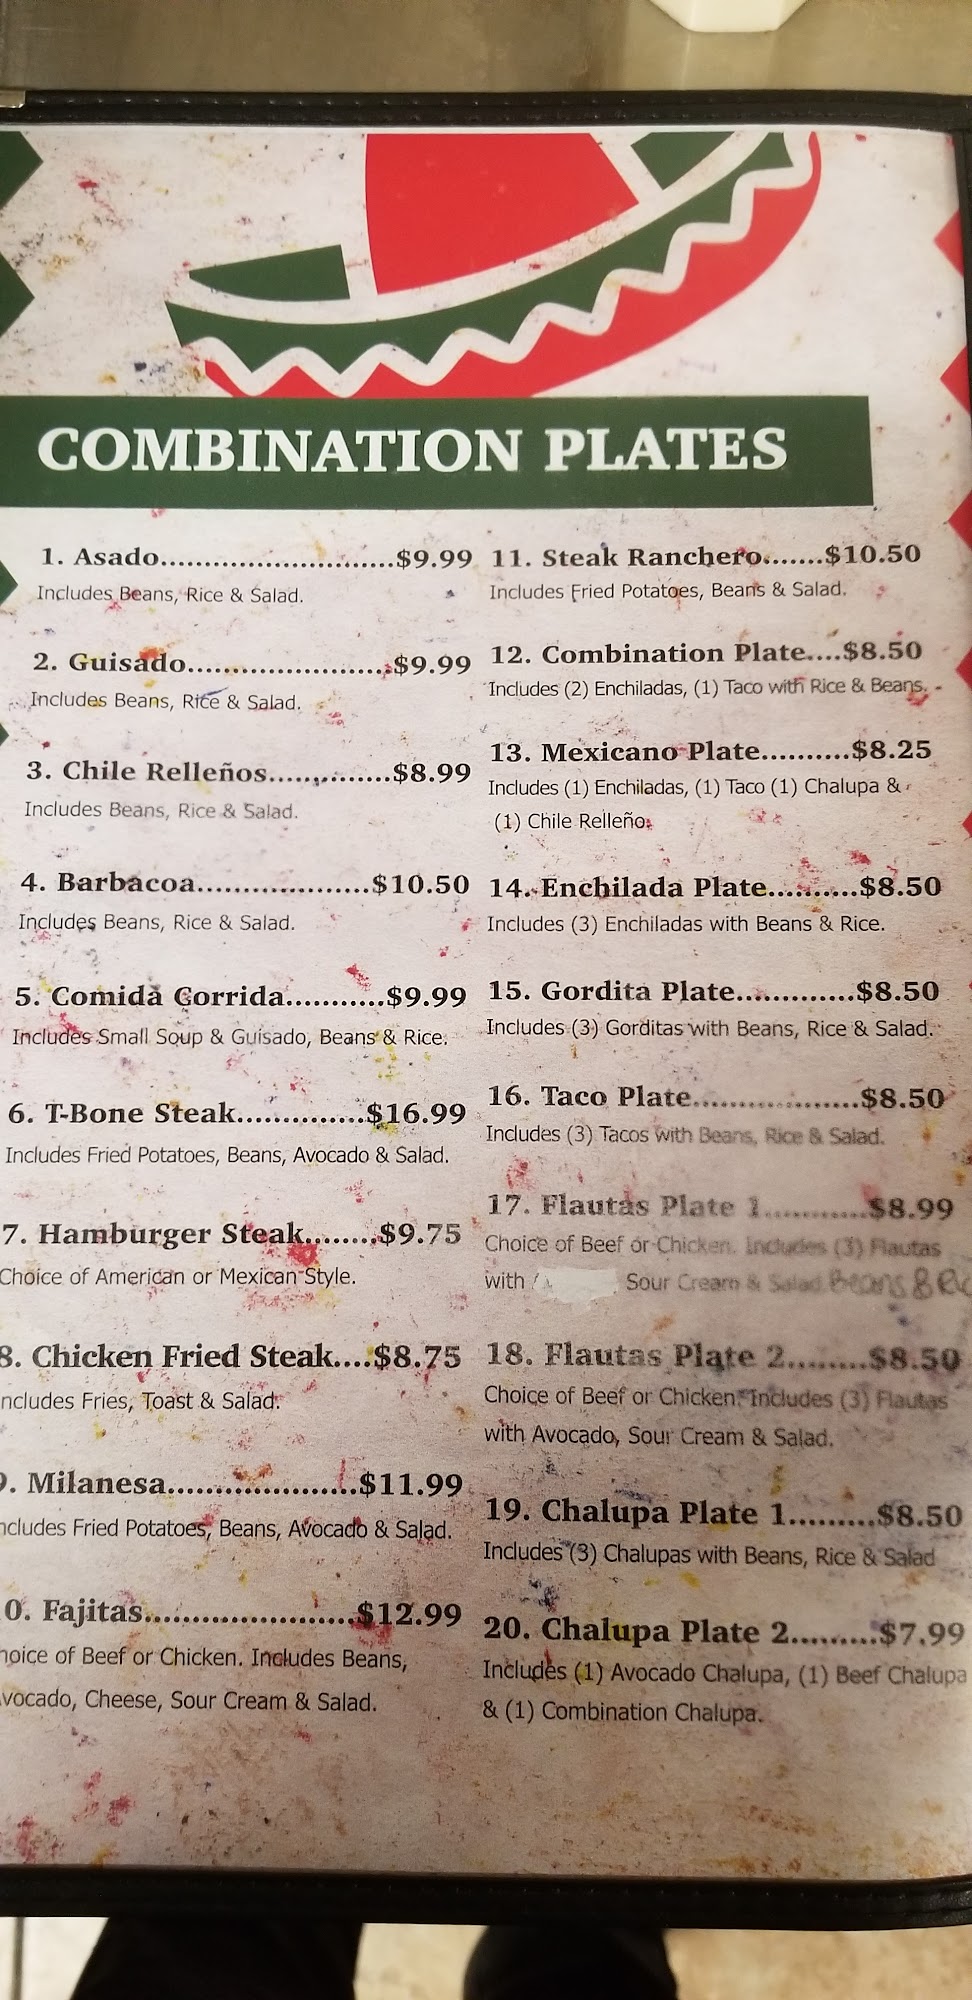 COMBINATION PLATES
1. Asado...........................$9.99
Includes Beans, Rice & Salad.
2. Guisado........................$9.99
Includes Beans, Rice & Salad.
3. Chile Relleños..............$8.99
Includes Beans, Rice & Salad.
4. Barbacoa....................$10.50
Includes Beans, Rice & Salad.
5. Comida Corrida...........$9.99
Includes Small Soup & Guisado, Beans & Rice.
6. T-Bone Steak..............$16.99
Includes Fried Potatoes, Beans, Avocado & Salad.
7. Hamburger Steak........$9.75
Choice of American or Mexican Style.
8. Chicken Fried Steak....$8.75
ncludes Fries, Toast & Salad.
9. Milanesa.....................$11.99
ncludes Fried Potatoes, Beans, Avocado & Salad.
0. Fajitas........................$12.99
hoice of Beef or Chicken. Includes Beans,
vocado, Cheese, Sour Cream & Salad.
11. Steak Ranchero.......$10.50
Includes Fried Potatoes, Beans & Salad.
12. Combination Plate....$8.50
Includes (2) Enchiladas, (1) Taco with Rice & Beans.
13. Mexicano Plate..........$8.25
Includes (1) Enchiladas, (1) Taco (1) Chalupa &
(1) Chile Relleño.
14. Enchilada Plate..........$8.50
Includes (3) Enchiladas with Beans & Rice.
15. Gordita Plate.............$8.50
Includes (3) Gorditas with Beans, Rice & Salad.
16. Taco Plate...................$8.50
Includes (3) Tacos with Beans, Rice & Salad.
17. Flautas Plate 1...........$8.99
Choice of Beef or Chicken. Includes (3) Flautas
with Sour Cream & Salad Beans &
18. Flautas Plate 2.........$8.50
Choice of Beef or Chicken. Includes (3) Flautas
with Avocado, Sour Cream & Salad.
19. Chalupa Plate 1.........$8.50
Includes (3) Chalupas with Beans, Rice & Salad
20. Chalupa Plate 2.........$7.99
Includes (1) Avocado Chalupa, (1) Beef Chalupa
& (1) Combination Chalupa.